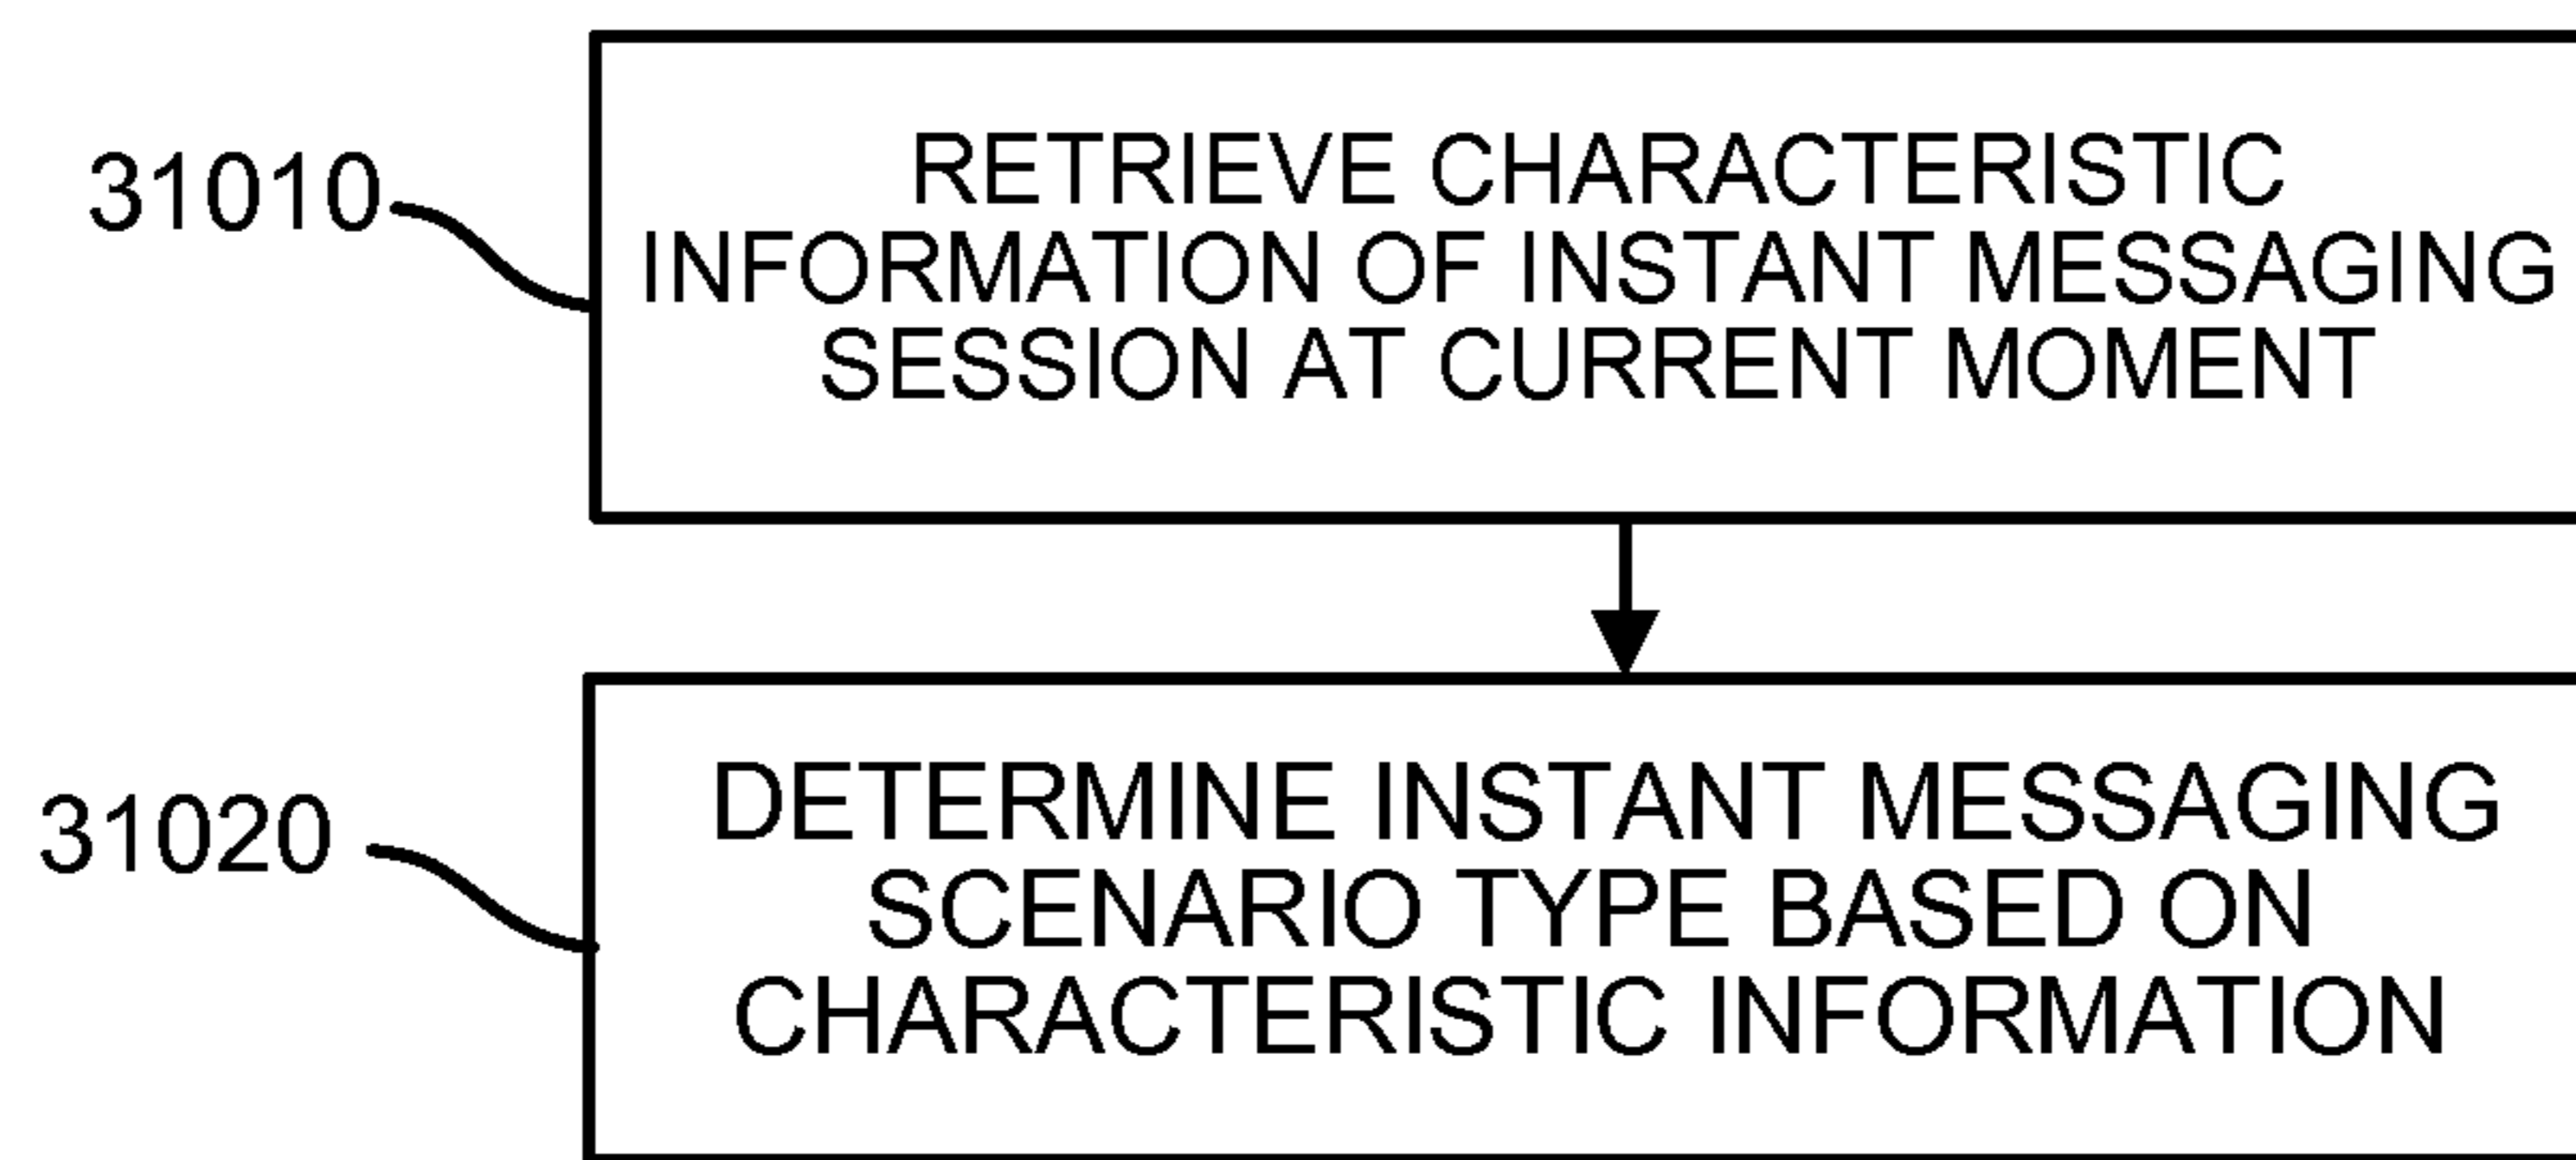 31010
RETRIEVE CHARACTERISTIC
INFORMATION OF INSTANT MESSAGING
SESSION AT CURRENT MOMENT
31020
DETERMINE INSTANT MESSAGING
SCENARIO TYPE BASED ON
CHARACTERISTIC INFORMATION